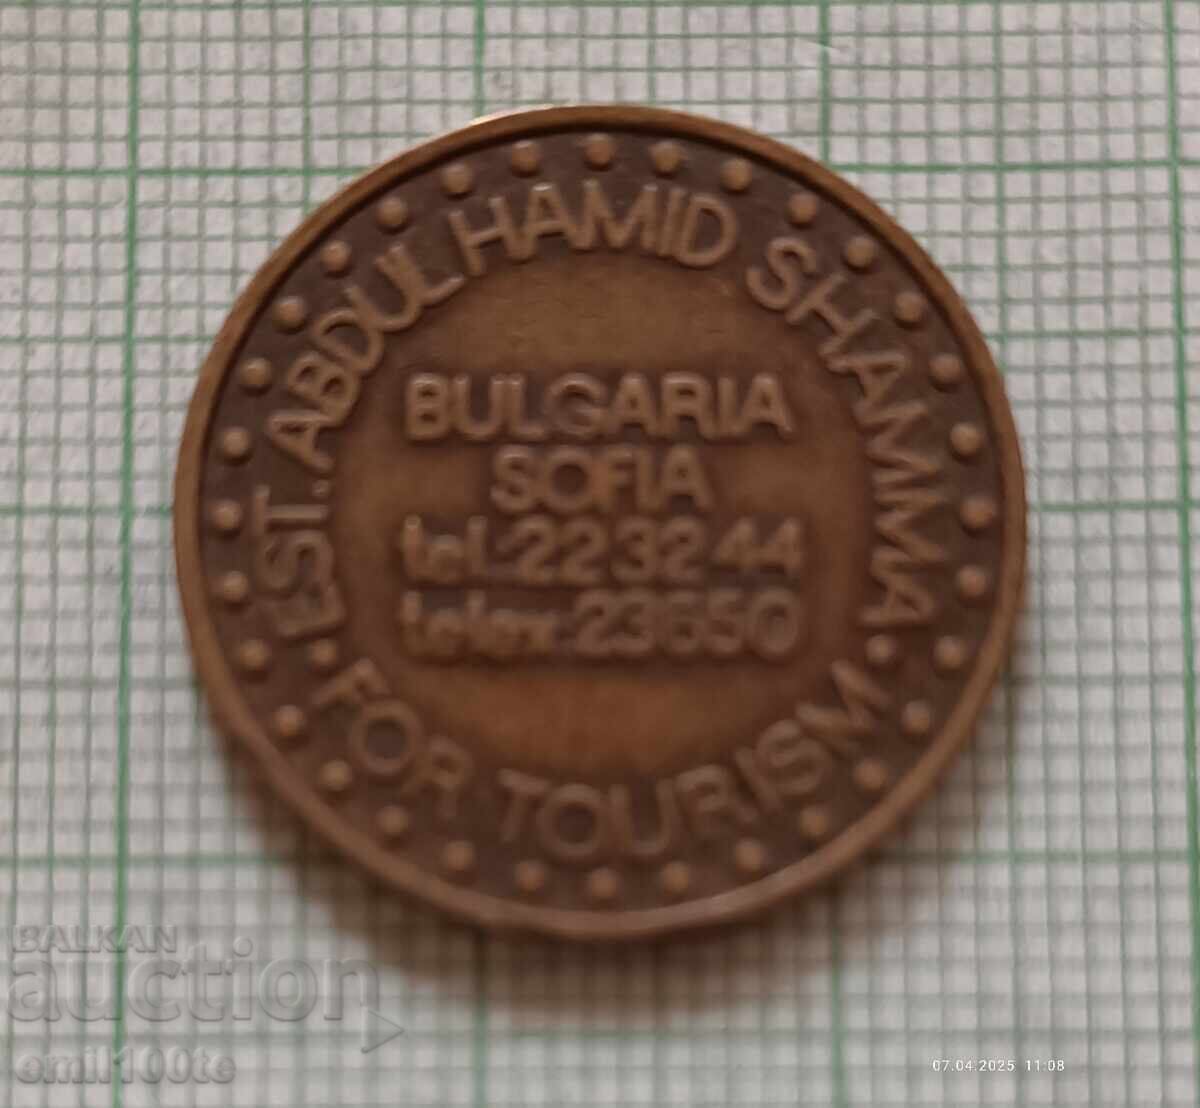 EST. ABDUL HAMID SHAMMA
BULGARIA
SOFIA
tel.22 32 44
telex:23650
• FOR TOURISM •
BALKAN
auction
emil100te
07.04.2025 11:08